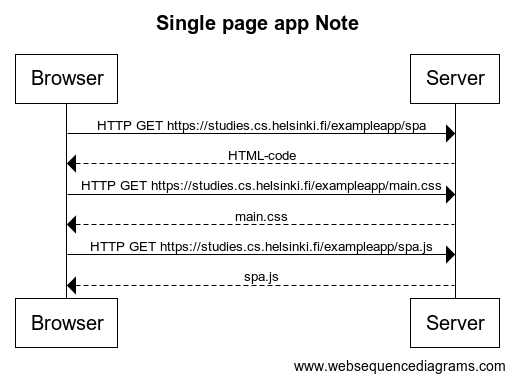 Single page app Note
Browser Server
HTTP GET https://studies.cs.helsinki.fi/exampleapp/spa
HTML-code
HTTP GET https://studies.cs.helsinki.fi/exampleapp/main.css
main.css
HTTP GET https://studies.cs.helsinki.fi/exampleapp/spa.js
spa.js
Browser Server
www.websequencediagrams.com